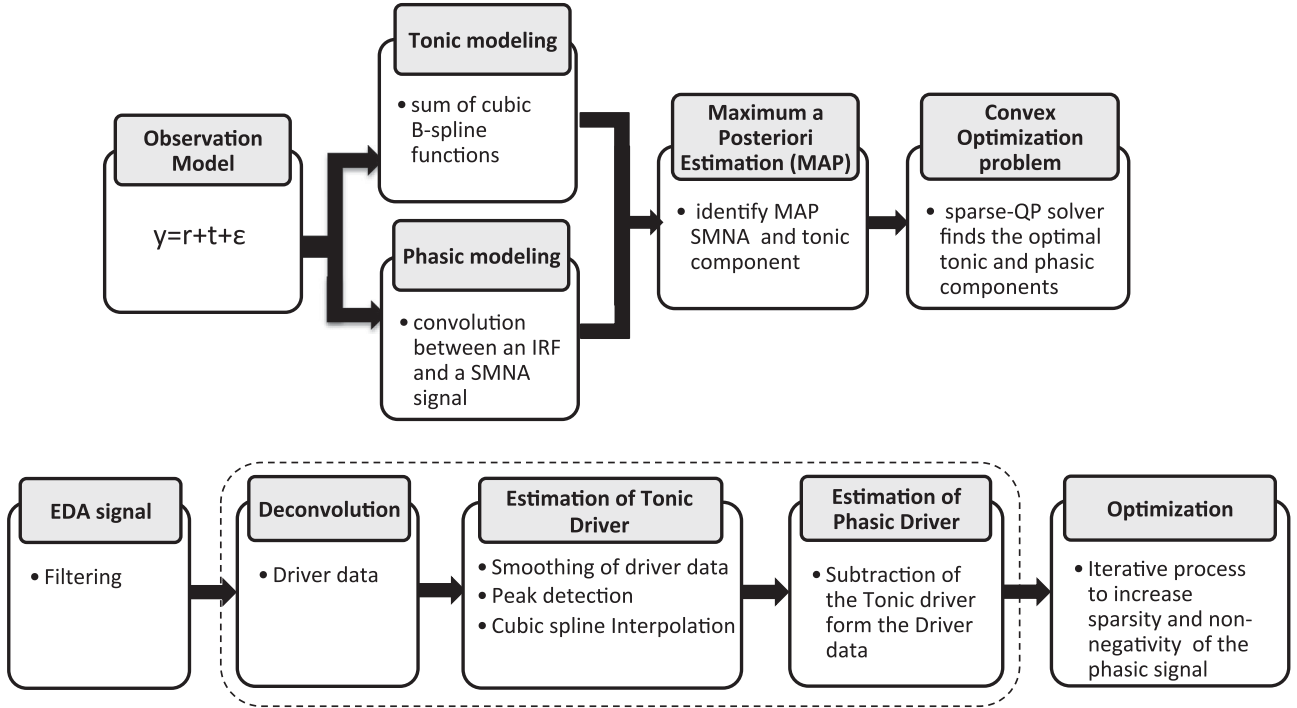 Observation
Model
y=r+t+ε
Tonic modeling
• sum of cubic
B-spline
functions
Phasic modeling
• convolution
between an IRF
and a SMNA
signal
Maximum a
Posteriori
Estimation (MAP)
• identify MAP
SMNA and tonic
component
Convex
Optimization
problem
• sparse-QP solver
finds the optimal
tonic and phasic
components
EDA signal
• Filtering
Deconvolution
• Driver data
Estimation of Tonic
Driver
• Smoothing of driver data
• Peak detection
• Cubic spline Interpolation
Estimation of
Phasic Driver
• Subtraction of
the Tonic driver
form the Driver
data
Optimization
• Iterative process
to increase
sparsity and non-
negativity of the
phasic signal